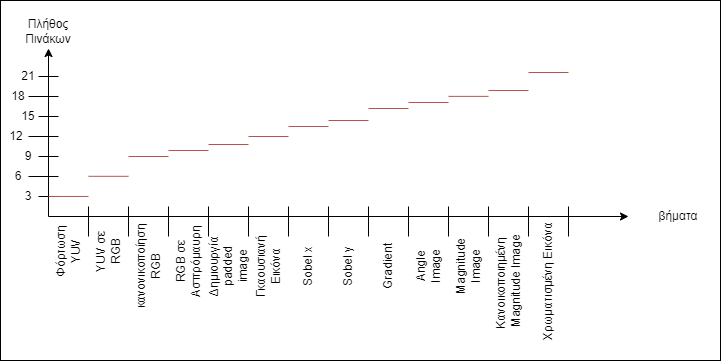 Πλήθος
Πινάκων
21
18
15
12
9
6
3
βήματα
Φόρτωση
YUV
YUV σε
RGB
κανονικοποίηση
RGB
RGB σε
Ασπρόμαυρη
Δημιουργία
padded
image
Γκαουσιανή
Εικόνα
Sobel x
Sobel y
Gradient
Angle
Image
Magnitude
Image
Κανοικοποιημένη
Magnitude Image
Χρωματισμένη Εικόνα